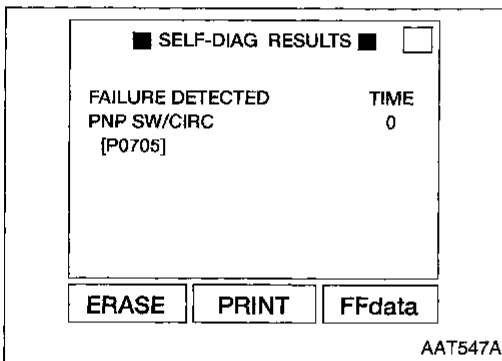 ■ SELF-DIAG RESULTS ■
FAILURE DETECTED TIME
PNP SW/CIRC 0
[P0705]
ERASE PRINT FFdata
AAT547A